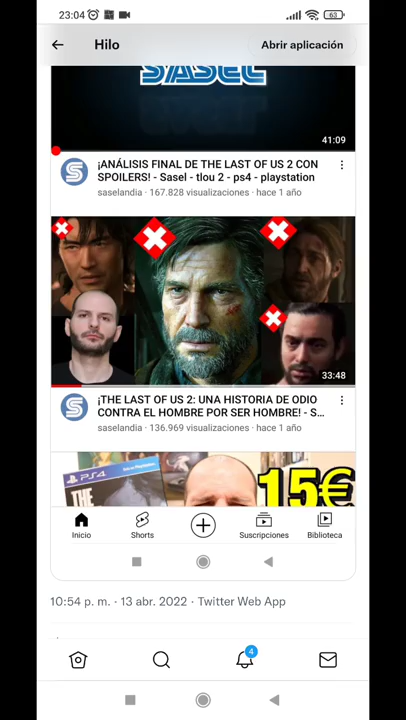 23:04
63
Hilo
Abrir aplicación
SASEL
41:09
¡ANÁLISIS FINAL DE THE LAST OF US 2 CON
SPOILERS! - Sasel - tlou 2 - ps4 - playstation
saselandia - 167.828 visualizaciones - hace 1 año
33:48
¡THE LAST OF US 2: UNA HISTORIA DE ODIO
CONTRA EL HOMBRE POR SER HOMBRE! - S...
saselandia - 136.969 visualizaciones - hace 1 año
PS4
THE
15€
Inicio
Shorts
Suscripciones
Biblioteca
10:54 p. m. · 13 abr. 2022 · Twitter Web App
4